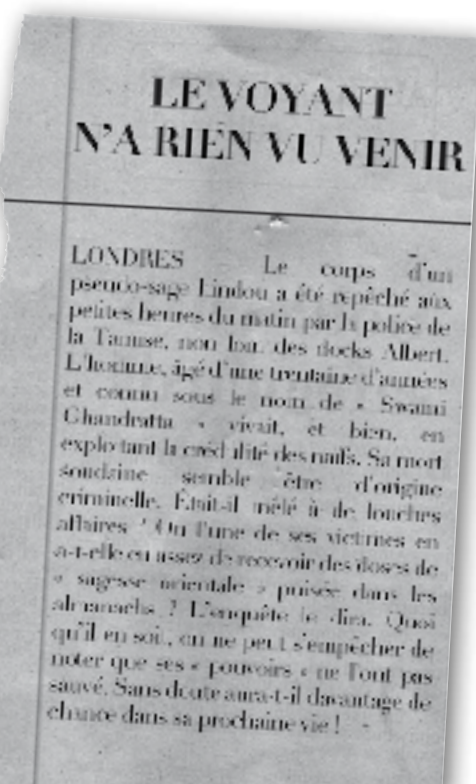 LE VOYANT
N'A RIEN VU VENIR
LONDRES – Le corps d'un
pseudo-sage hindou a été repêché aux
petites heures du matin par la police de
la Tamise, non loin des docks Albert.
L'homme, âgé d'une trentaine d'années
et connu sous le nom de « Swami
Chandratta » vivait, et bien, en
exploitant la crédulité des naïfs. Sa mort
soudaine semble être d'origine
criminelle. Était-il mêlé à de louches
affaires ? Ou l'une de ses victimes en
a-t-elle eu assez de recevoir des doses de
« sagesse orientale » puisée dans les
almanachs ? L'enquête le dira. Quoi
qu'il en soit, on ne peut s'empêcher de
noter que ses « pouvoirs » ne l'ont pas
sauvé. Sans doute aura-t-il davantage de
chance dans sa prochaine vie !